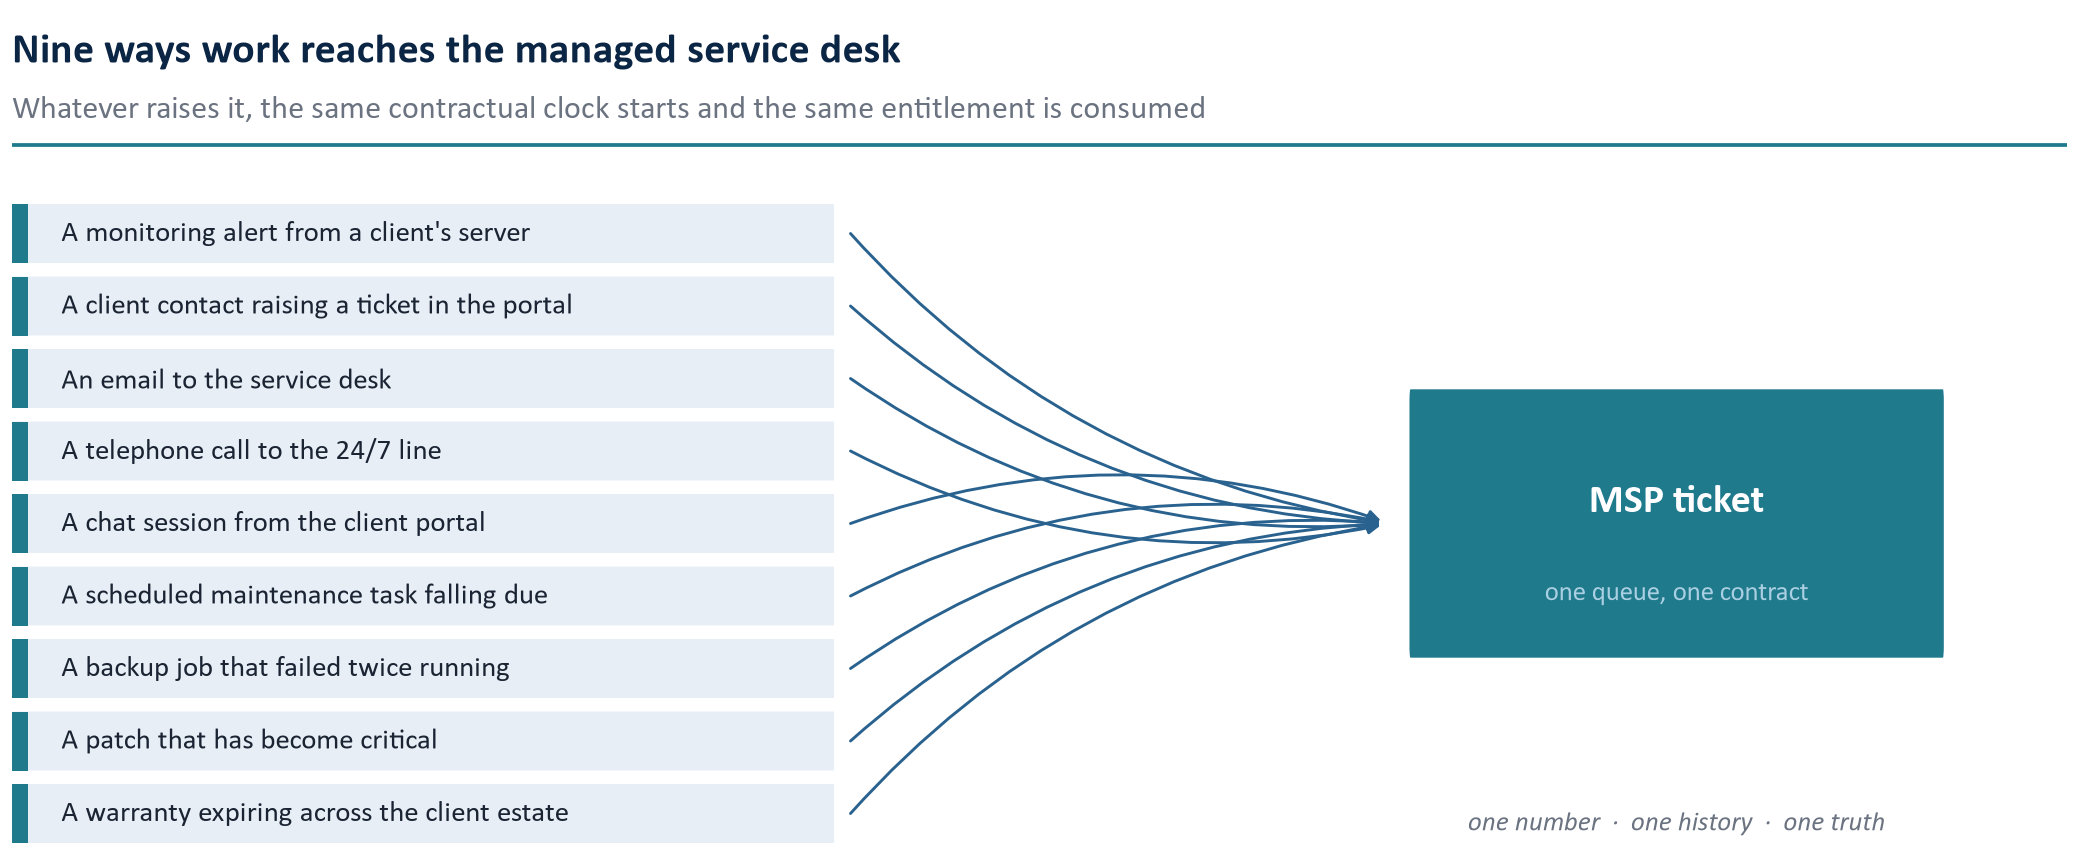 Nine ways work reaches the managed service desk
Whatever raises it, the same contractual clock starts and the same entitlement is consumed
A monitoring alert from a client's server
A client contact raising a ticket in the portal
An email to the service desk
A telephone call to the 24/7 line
A chat session from the client portal
A scheduled maintenance task falling due
A backup job that failed twice running
A patch that has become critical
A warranty expiring across the client estate
MSP ticket
one queue, one contract
one number · one history · one truth